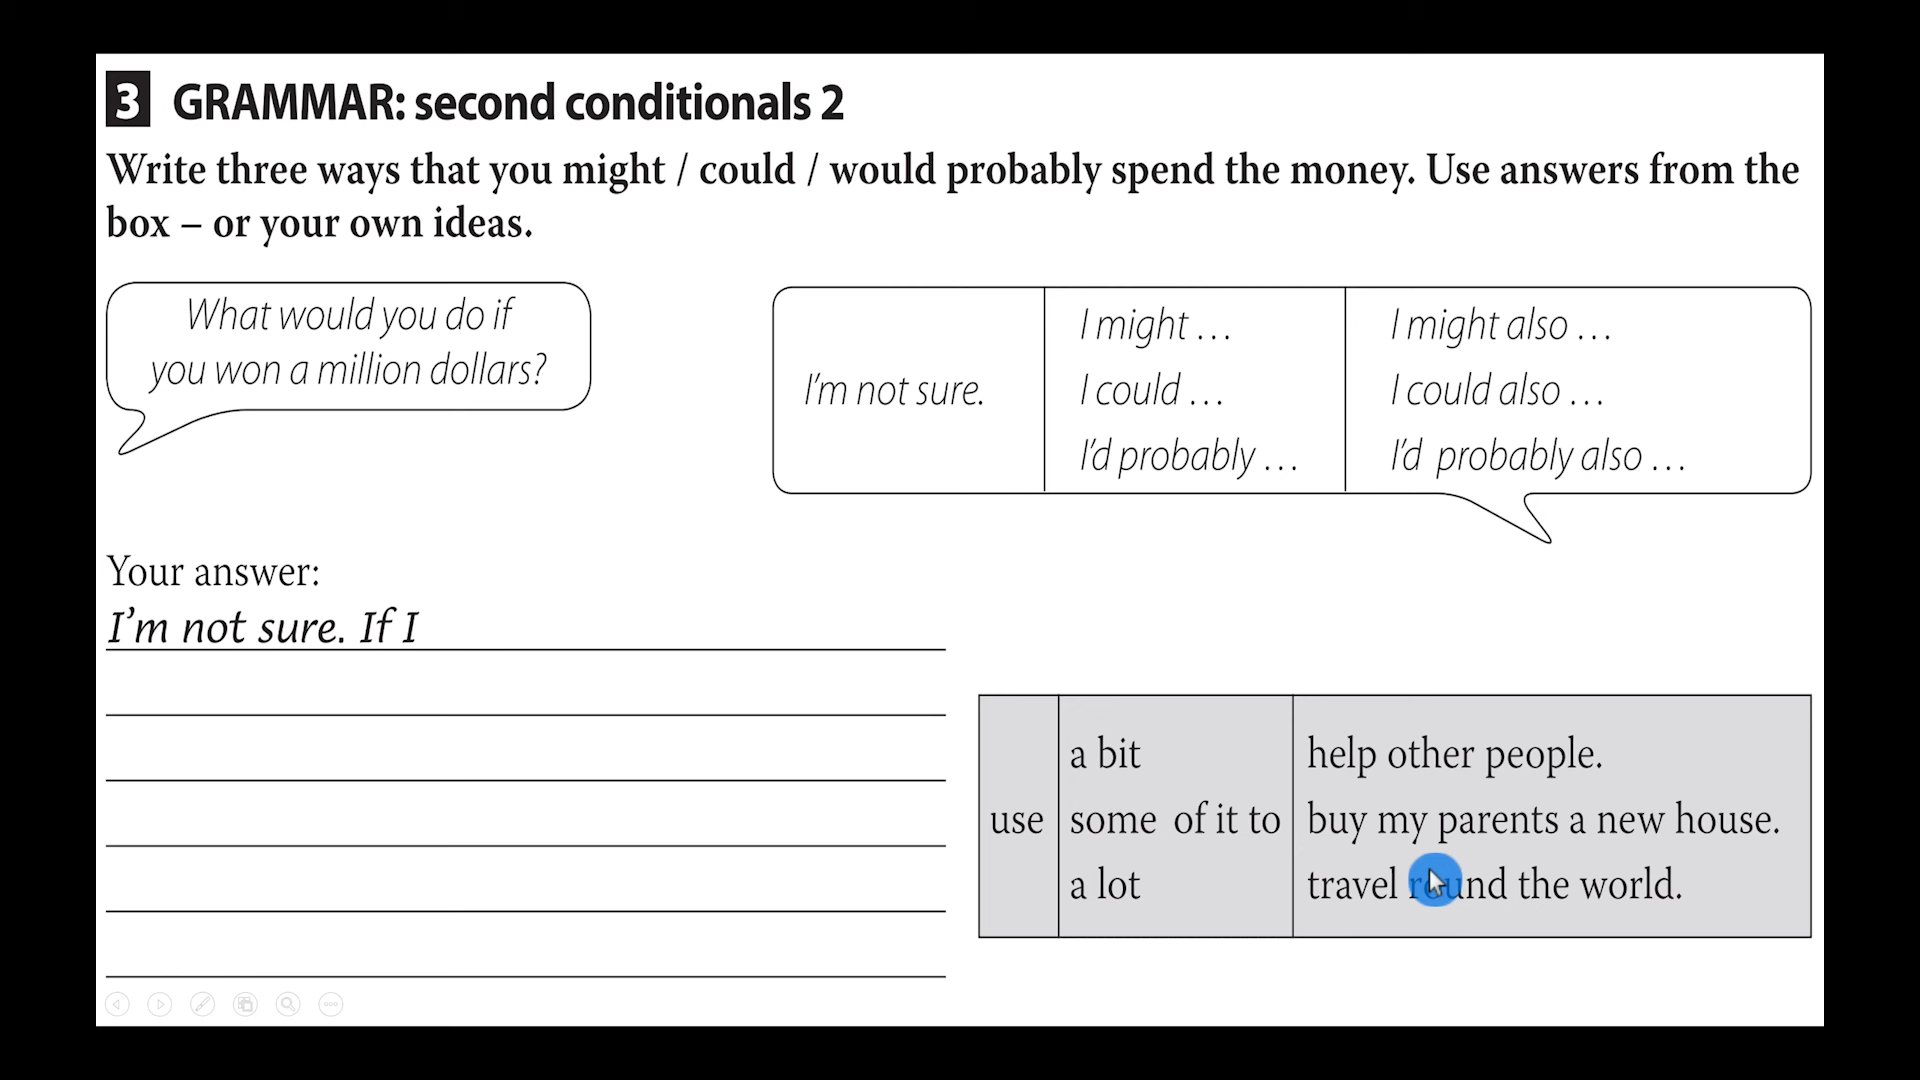 3 GRAMMAR: second conditionals 2
Write three ways that you might / could / would probably spend the money. Use answers from the
box – or your own ideas.
What would you do if
you won a million dollars?
I'm not sure.
I might …
I could …
I'd probably …
I might also …
I could also …
I'd probably also …
Your answer:
I'm not sure. If I
use
a bit
some of it to
a lot
help other people.
buy my parents a new house.
travel round the world.